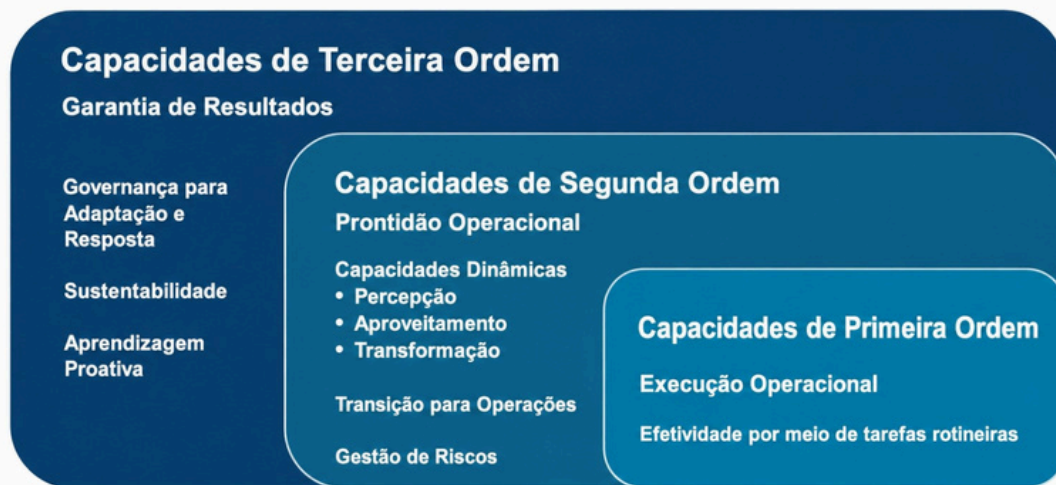 Capacidades de Terceira Ordem
Garantia de Resultados
Governança para
Adaptação e
Resposta
Sustentabilidade
Aprendizagem
Proativa
Capacidades de Segunda Ordem
Prontidão Operacional
Capacidades Dinâmicas
• Percepção
• Aproveitamento
• Transformação
Transição para Operações
Gestão de Riscos
Capacidades de Primeira Ordem
Execução Operacional
Efetividade por meio de tarefas rotineiras